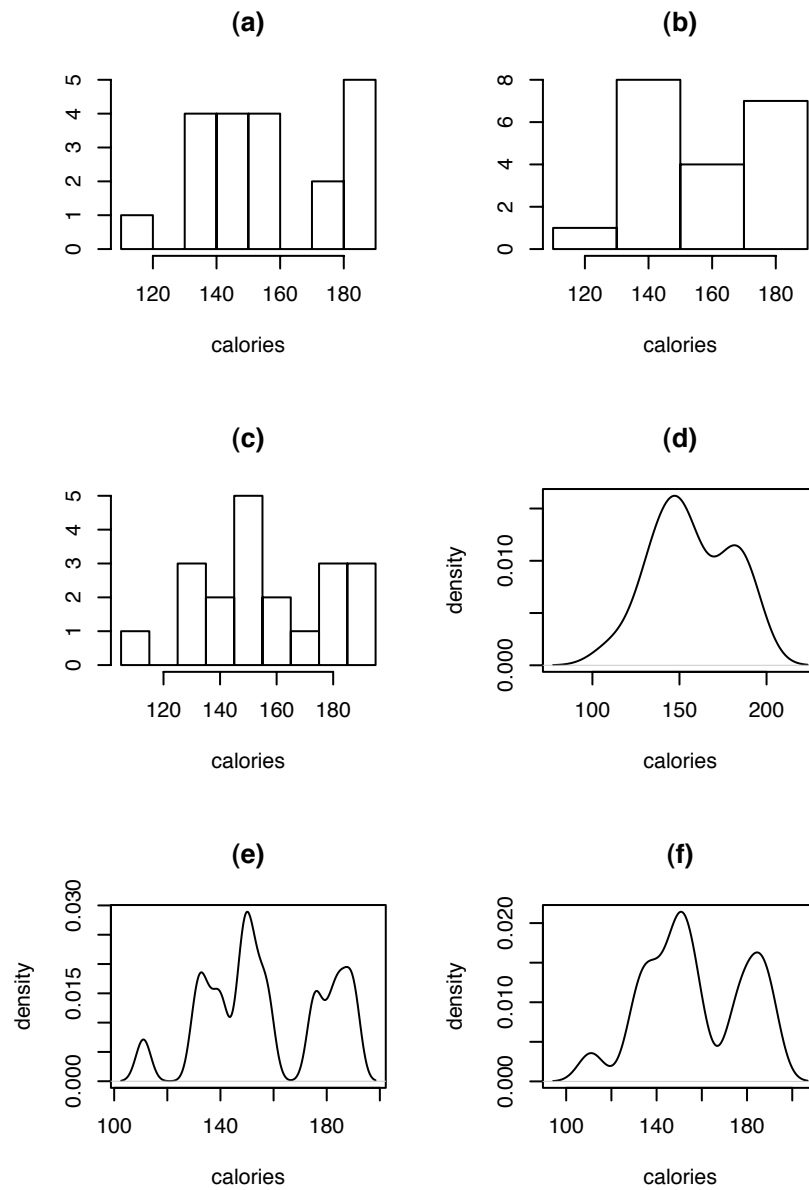 (a)
0 1 2 3 4 5
120 140 160 180
calories
(b)
0 2 4 6 8
120 140 160 180
calories
(c)
0 1 2 3 4 5
120 140 160 180
calories
(d)
density
0.000 0.010
100 150 200
calories
(e)
density
0.000 0.015 0.030
100 140 180
calories
(f)
density
0.000 0.010 0.020
100 140 180
calories